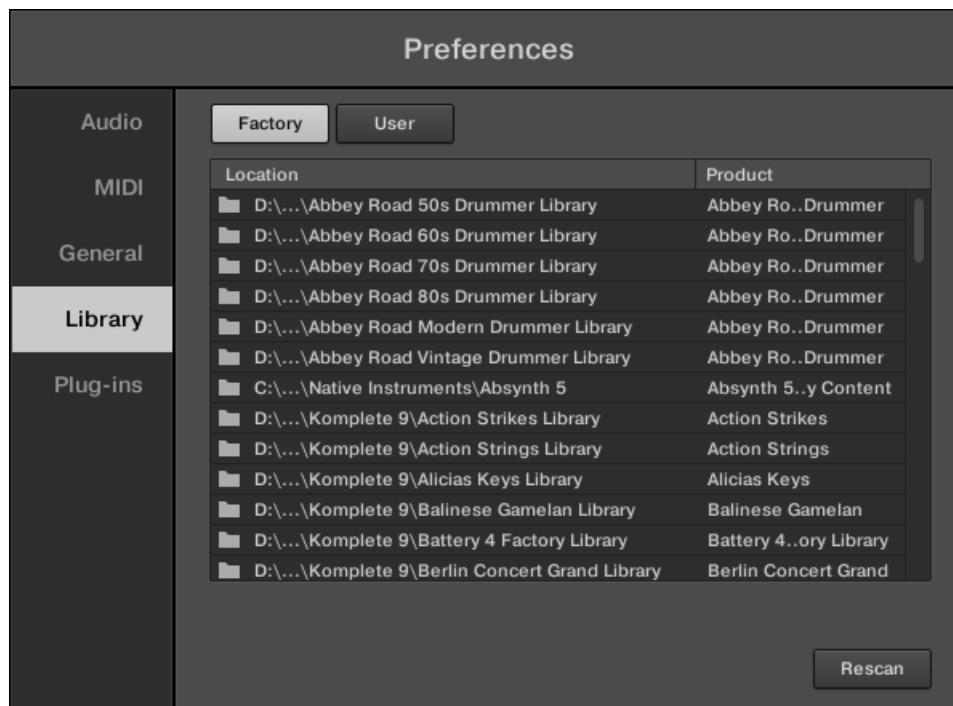 Preferences
Audio
MIDI
General
Library
Plug-ins
Factory User
Location Product
D:\...\Abbey Road 50s Drummer Library Abbey Ro..Drummer
D:\...\Abbey Road 60s Drummer Library Abbey Ro..Drummer
D:\...\Abbey Road 70s Drummer Library Abbey Ro..Drummer
D:\...\Abbey Road 80s Drummer Library Abbey Ro..Drummer
D:\...\Abbey Road Modern Drummer Library Abbey Ro..Drummer
D:\...\Abbey Road Vintage Drummer Library Abbey Ro..Drummer
C:\...\Native Instruments\Absynth 5 Absynth 5..y Content
D:\...\Komplete 9\Action Strikes Library Action Strikes
D:\...\Komplete 9\Action Strings Library Action Strings
D:\...\Komplete 9\Alicias Keys Library Alicias Keys
D:\...\Komplete 9\Balinese Gamelan Library Balinese Gamelan
D:\...\Komplete 9\Battery 4 Factory Library Battery 4..ory Library
D:\...\Komplete 9\Berlin Concert Grand Library Berlin Concert Grand
Rescan